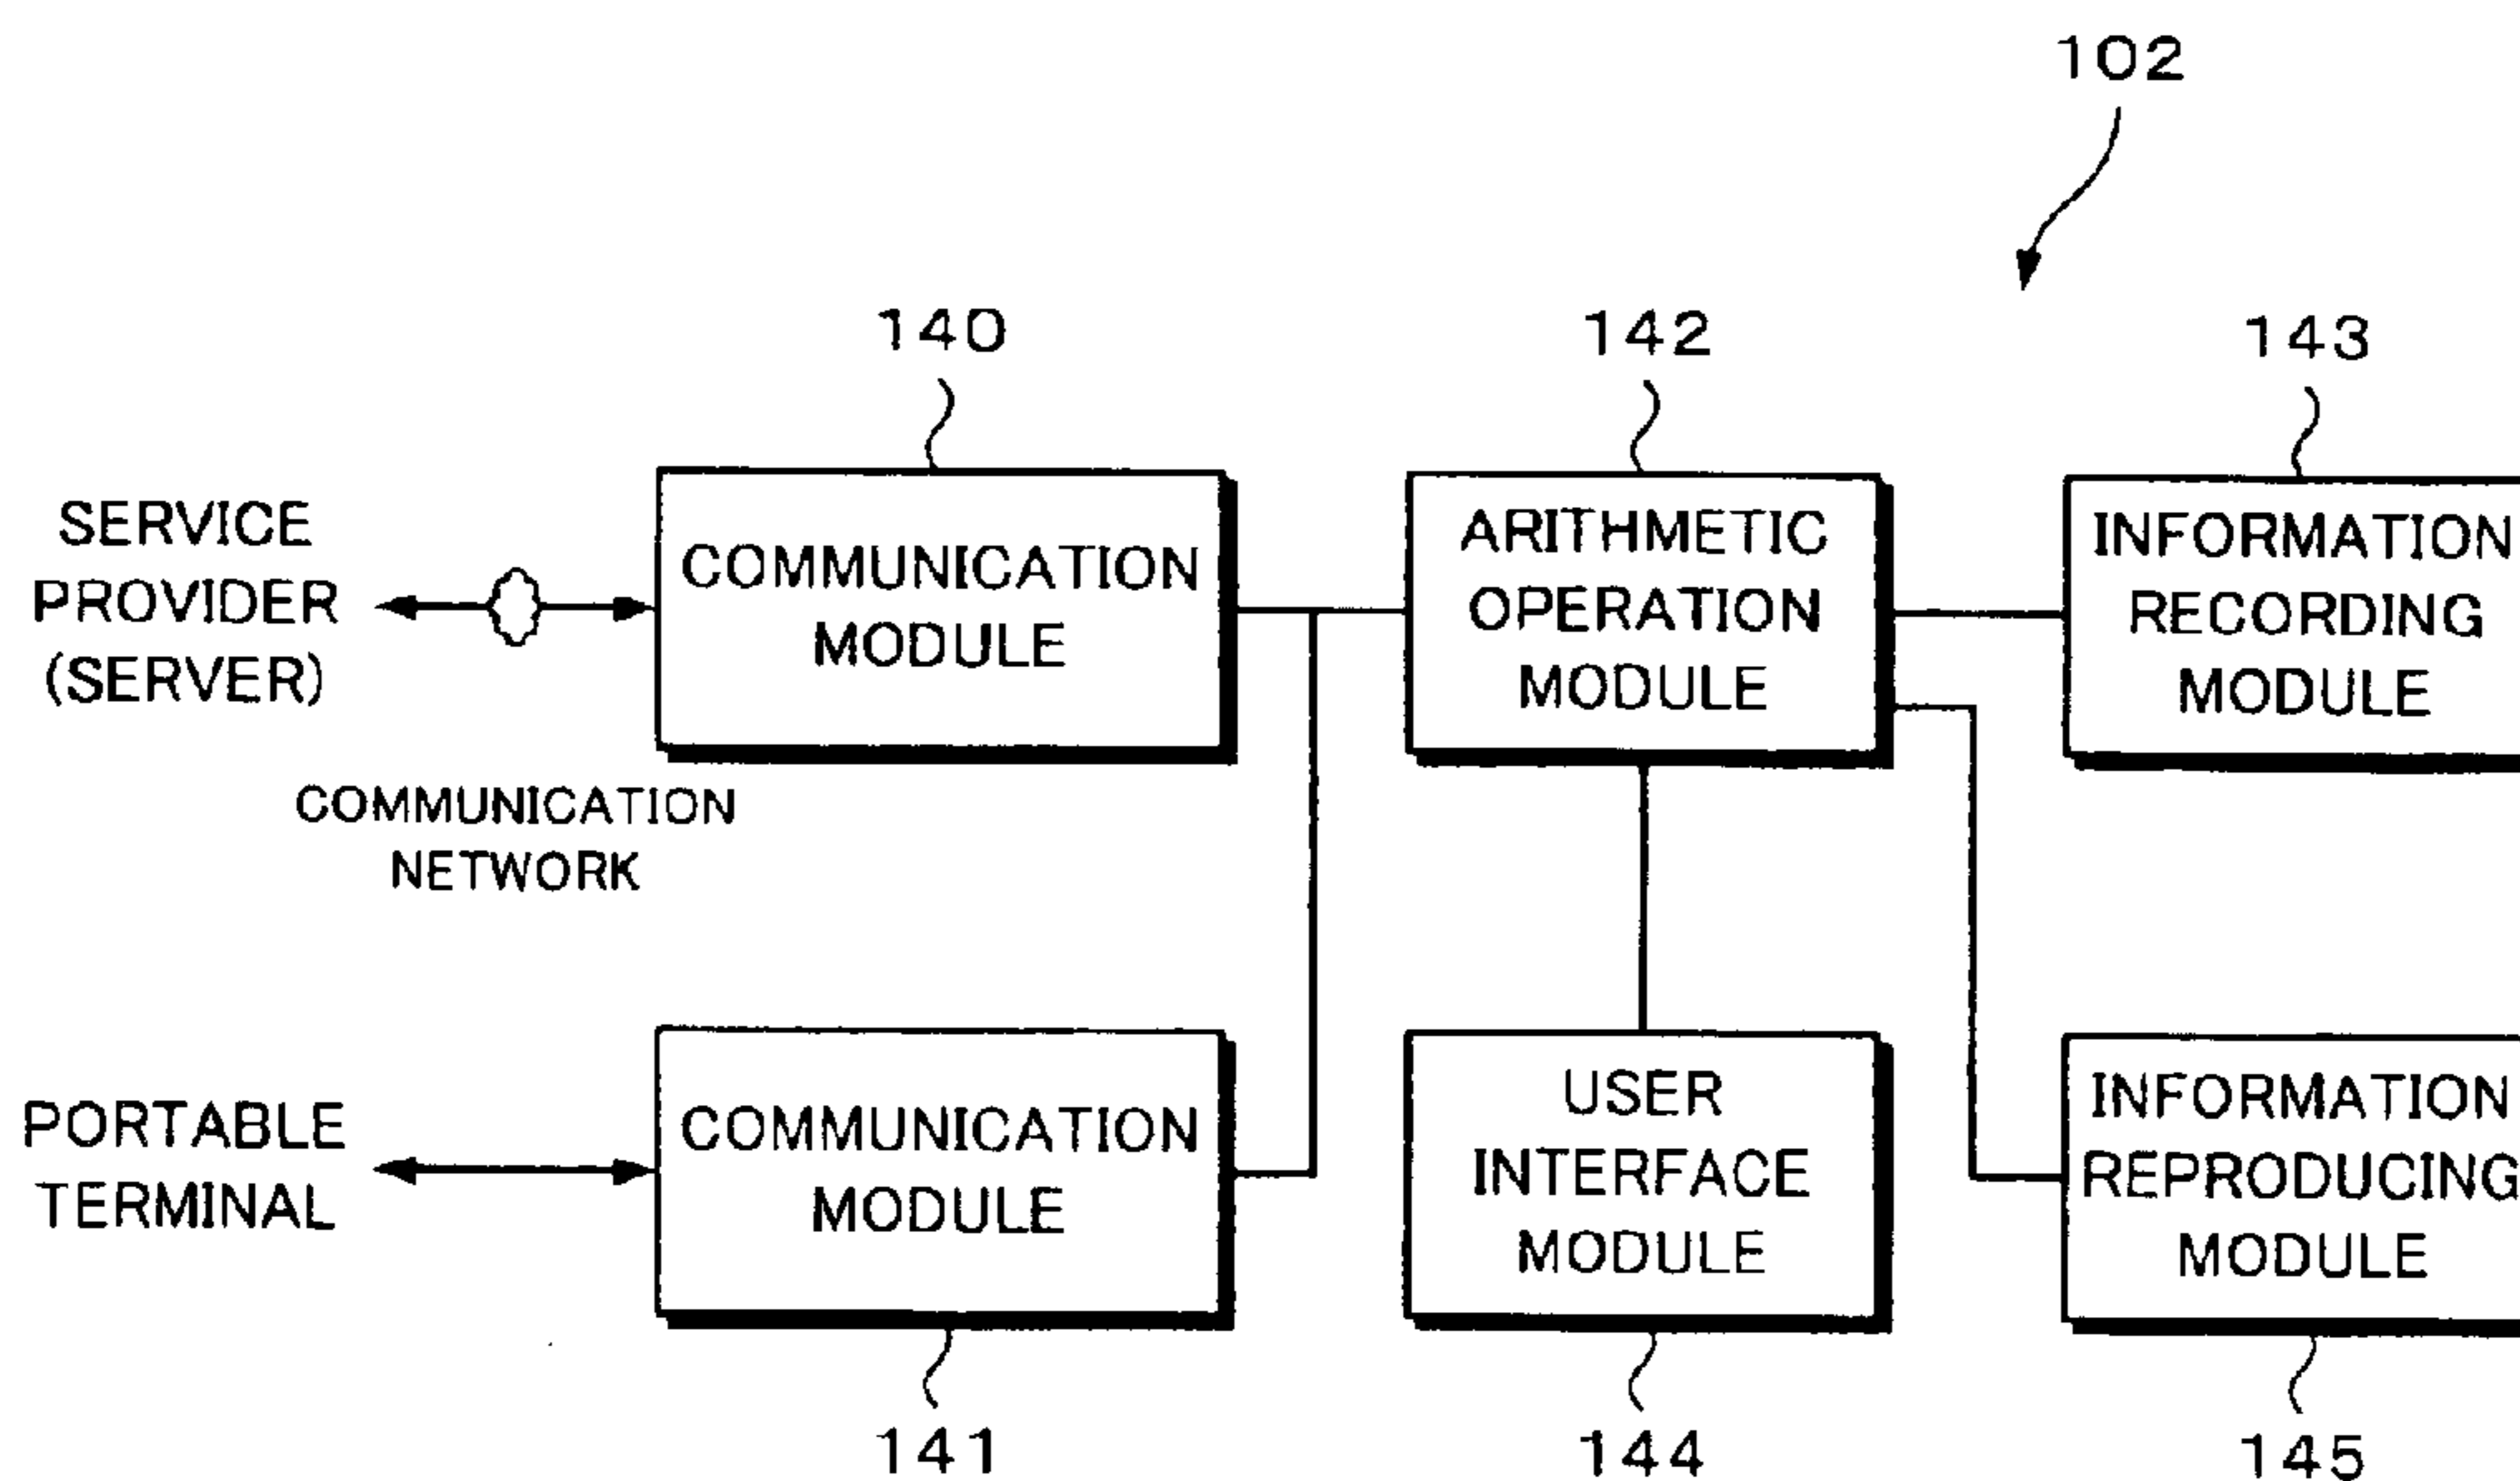 102
140
142
143
SERVICE
PROVIDER
(SERVER)
COMMUNICATION
MODULE
ARITHMETIC
OPERATION
MODULE
INFORMATION
RECORDING
MODULE
COMMUNICATION
NETWORK
PORTABLE
TERMINAL
COMMUNICATION
MODULE
USER
INTERFACE
MODULE
INFORMATION
REPRODUCING
MODULE
141
144
145